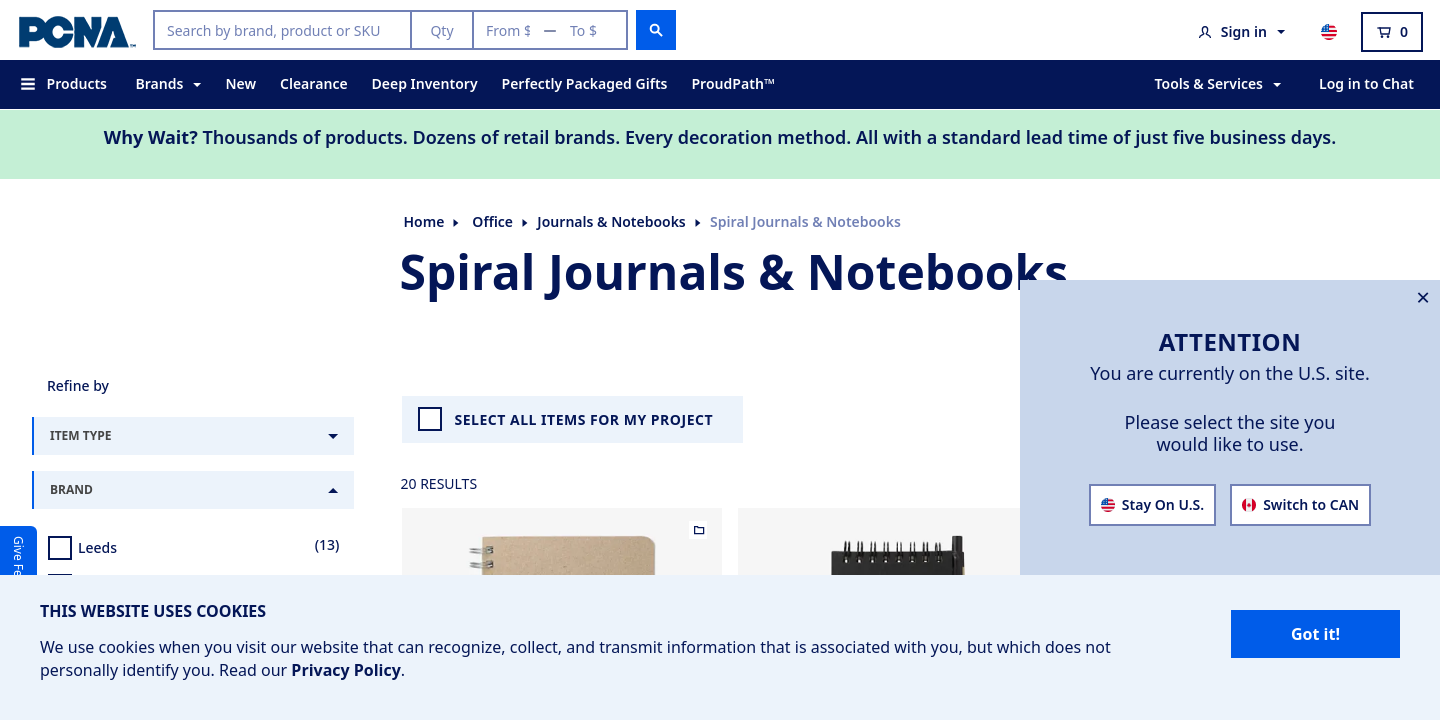 PCNA™
Search by brand, product or SKU
Qty
From $ — To $
Sign in
0
Products
Brands
New
Clearance
Deep Inventory
Perfectly Packaged Gifts
ProudPath™
Tools & Services
Log in to Chat
Why Wait? Thousands of products. Dozens of retail brands. Every decoration method. All with a standard lead time of just five business days.
Home
Office
Journals & Notebooks
Spiral Journals & Notebooks
Spiral Journals & Notebooks
ATTENTION
You are currently on the U.S. site.
Please select the site you
would like to use.
Stay On U.S.
Switch to CAN
Refine by
ITEM TYPE
BRAND
Leeds
(13)
Give Fe
SELECT ALL ITEMS FOR MY PROJECT
20 RESULTS
THIS WEBSITE USES COOKIES
We use cookies when you visit our website that can recognize, collect, and transmit information that is associated with you, but which does not
personally identify you. Read our Privacy Policy.
Got it!